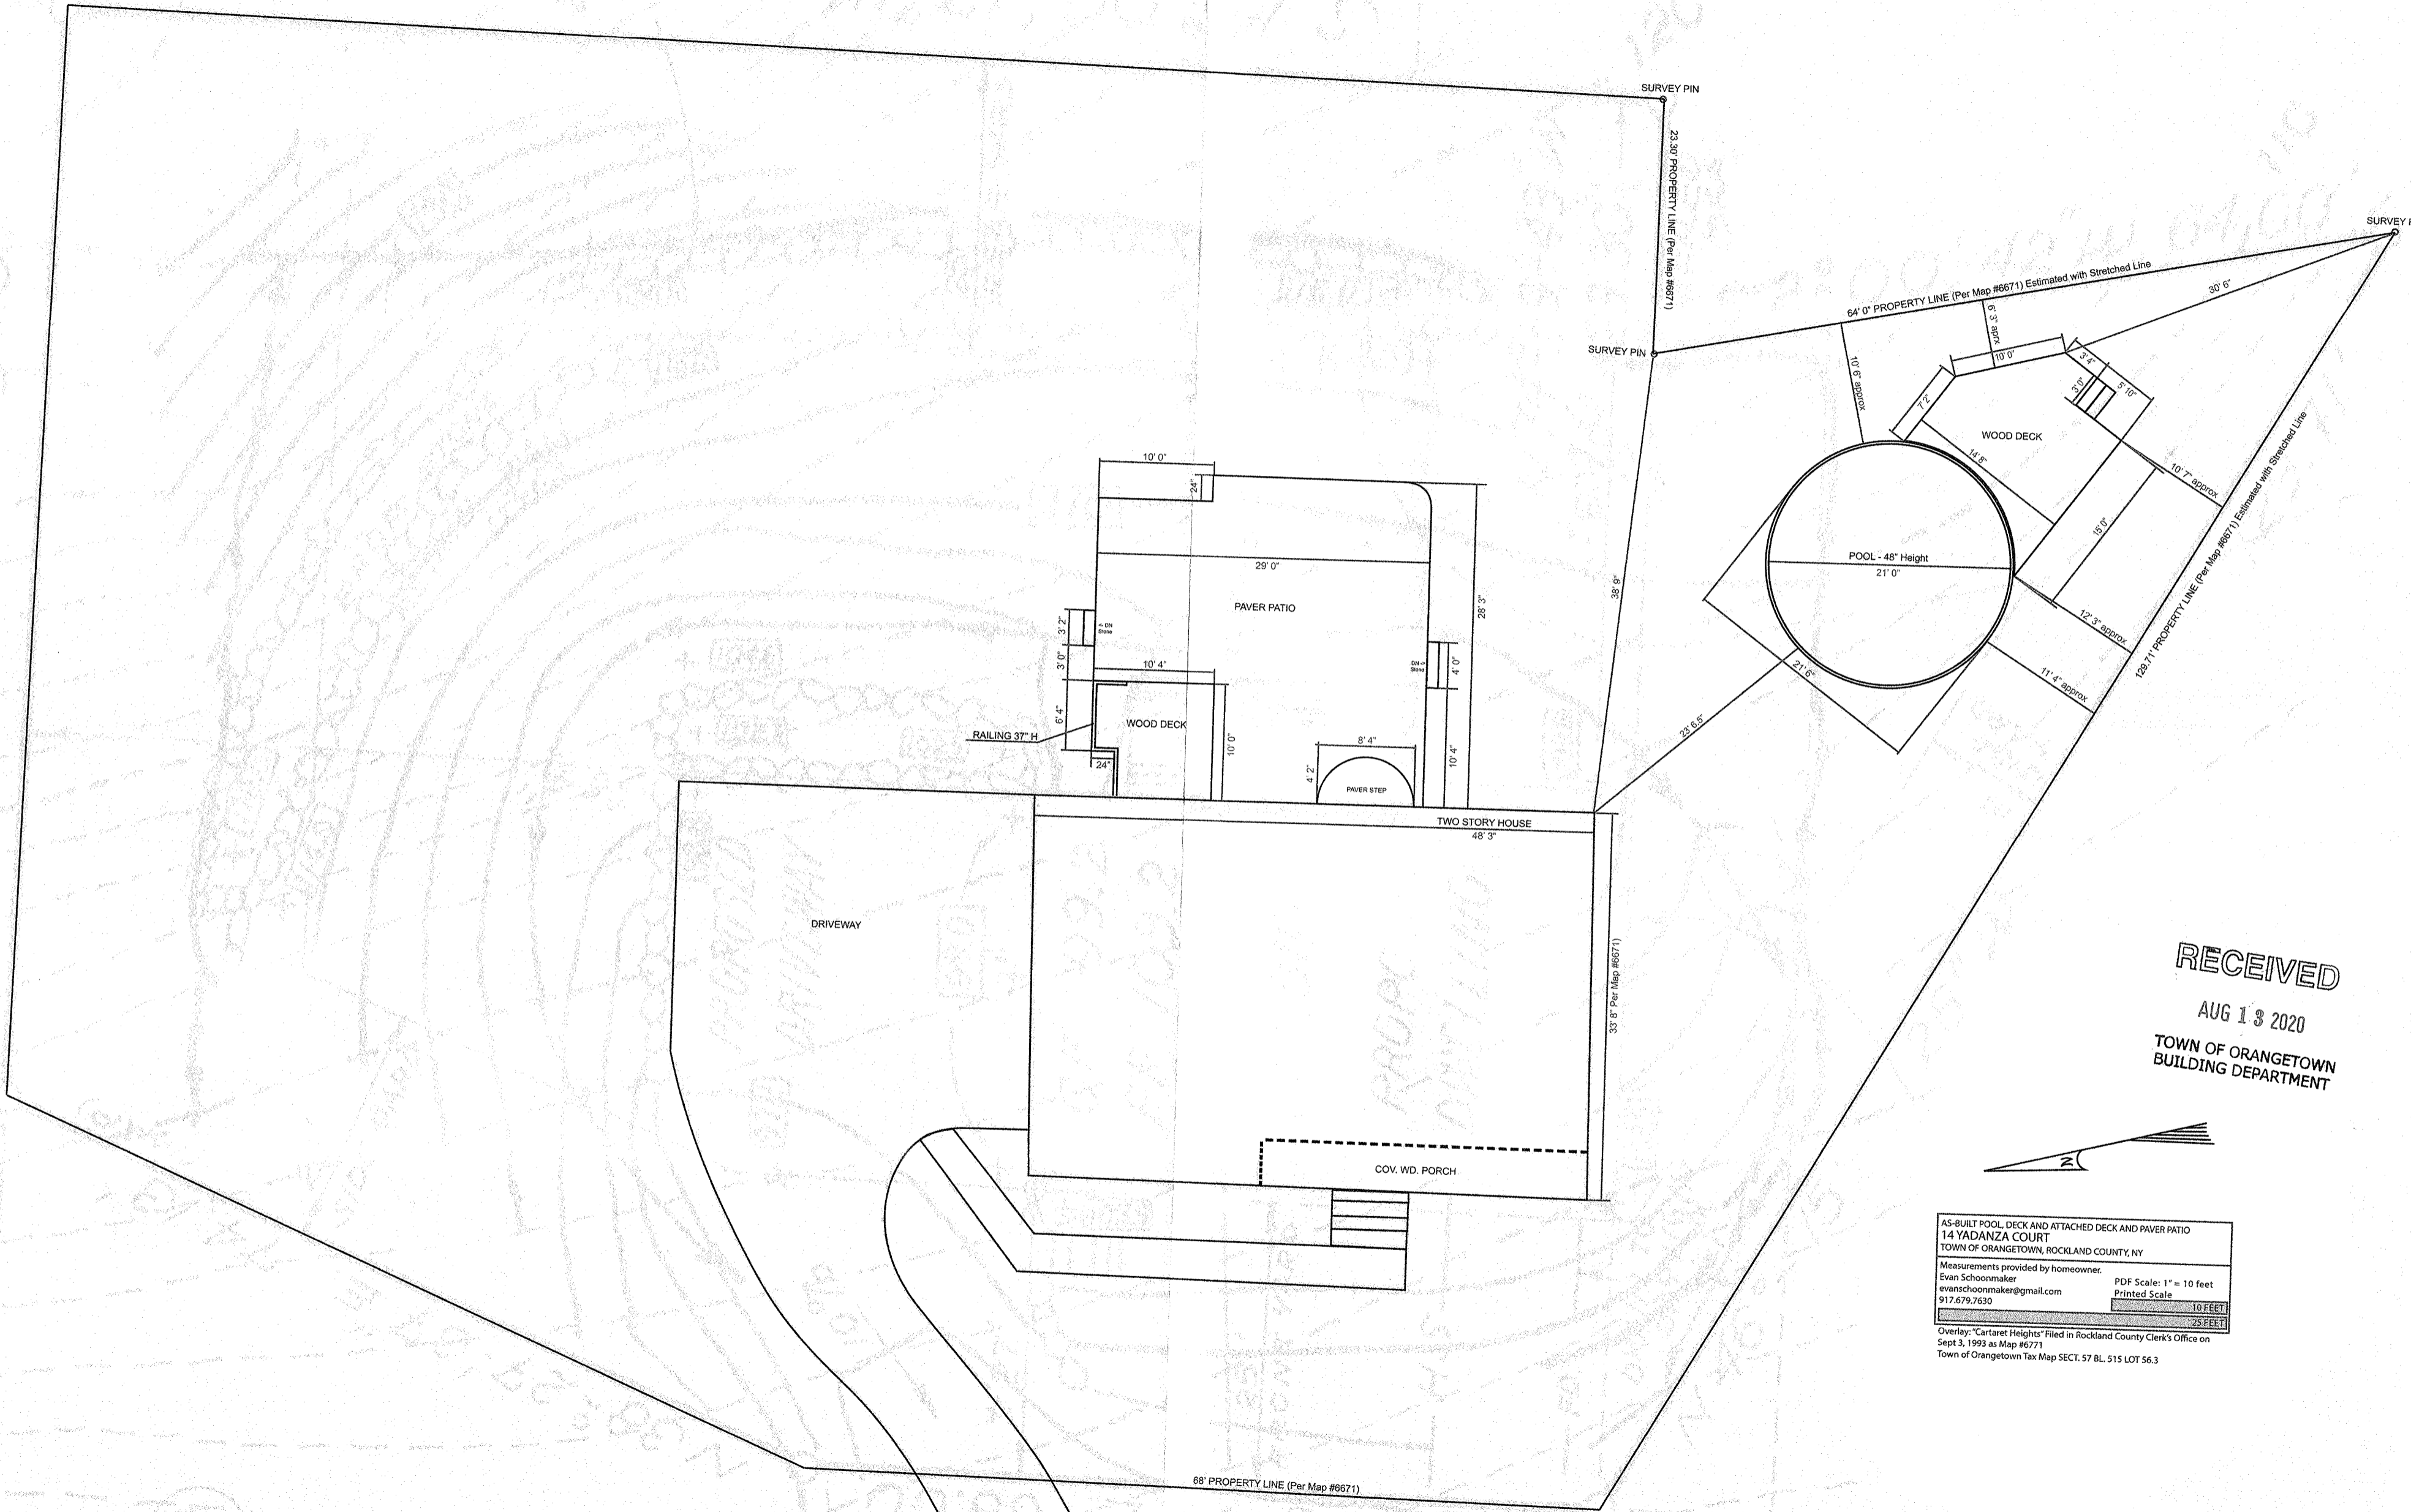 SURVEY PIN
23.30' PROPERTY LINE (Per Map #6671)
SURVEY
64' 0" PROPERTY LINE (Per Map #6671) Estimated with Stretched Line
30' 6"
SURVEY PIN
6' 3" aprx
10' 0"
10' 6" approx
3' 4"
3' 0"
5' 10"
7' 2"
WOOD DECK
14' 8"
10' 7" approx
15' 0"
129.71' PROPERTY LINE (Per Map #6671) Estimated with Stretched Line
POOL - 48" Height
21' 0"
12' 3" approx
11' 4" approx
21' 6"
23' 6.5"
38' 9"
10' 0"
24"
29' 0"
PAVER PATIO
28' 3"
3' 2"
<- DN
Stone
3' 0"
10' 4"
DN ->
Stone
4' 0"
6' 4"
WOOD DECK
RAILING 37" H
10' 0"
24"
8' 4"
4' 2"
PAVER STEP
10' 4"
TWO STORY HOUSE
48' 3"
DRIVEWAY
33' 8" Per Map #6671)
COV. WD. PORCH
68' PROPERTY LINE (Per Map #6671)
RECEIVED
AUG 13 2020
TOWN OF ORANGETOWN
BUILDING DEPARTMENT
N
AS-BUILT POOL, DECK AND ATTACHED DECK AND PAVER PATIO
14 YADANZA COURT
TOWN OF ORANGETOWN, ROCKLAND COUNTY, NY
Measurements provided by homeowner.
Evan Schoonmaker
evanschoonmaker@gmail.com
917.679.7630
PDF Scale: 1" = 10 feet
Printed Scale
10 FEET
25 FEET
Overlay: "Cartaret Heights" Filed in Rockland County Clerk's Office on
Sept 3, 1993 as Map #6771
Town of Orangetown Tax Map SECT. 57 BL. 515 LOT 56.3